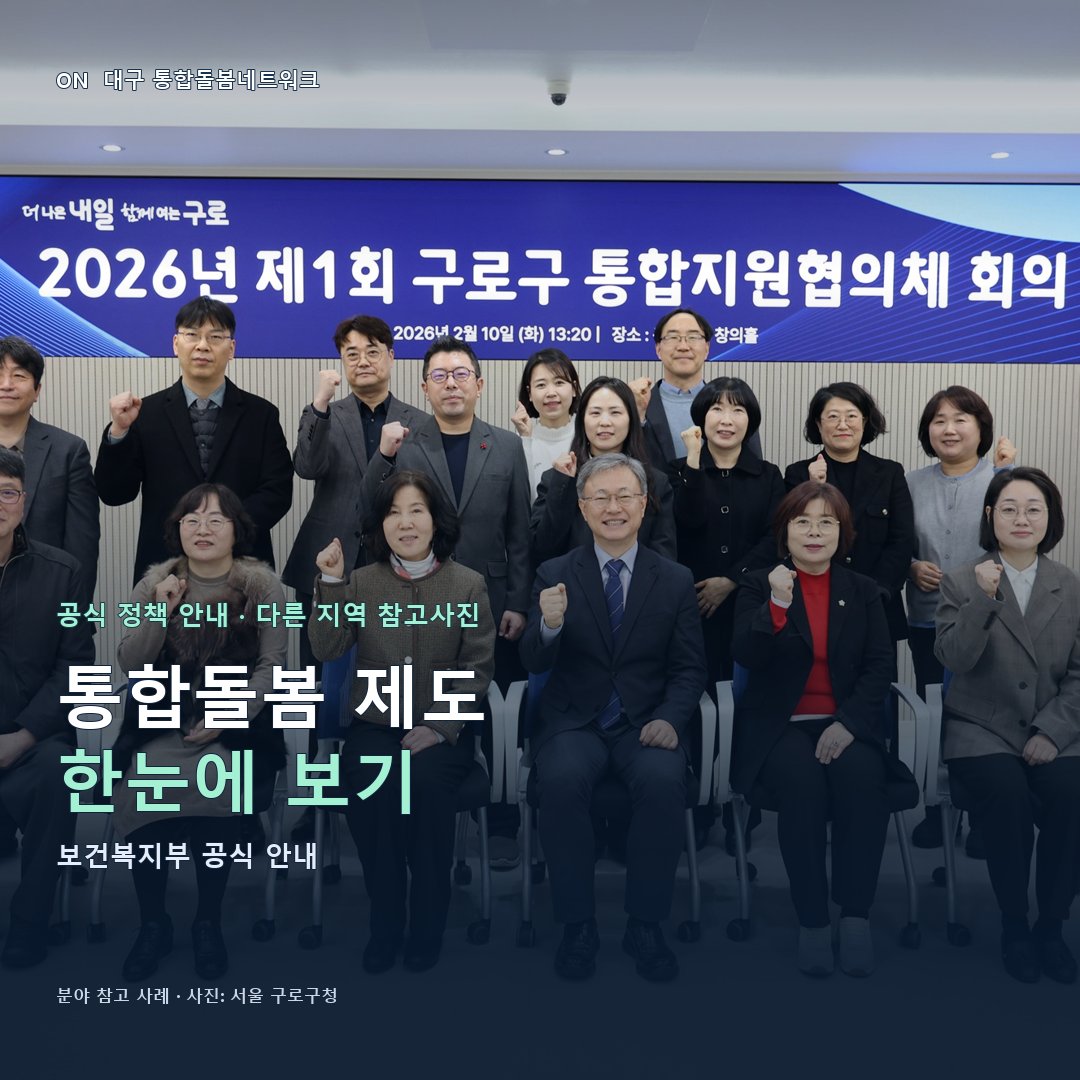 ON 대구 통합돌봄네트워크
더 나은 내일 함께 여는 구로
2026년 제1회 구로구 통합지원협의체 회의
2026년 2월 10일 (화) 13:20 | 장소 : 창의홀
공식 정책 안내 · 다른 지역 참고사진
통합돌봄 제도
한눈에 보기
보건복지부 공식 안내
분야 참고 사례 · 사진: 서울 구로구청